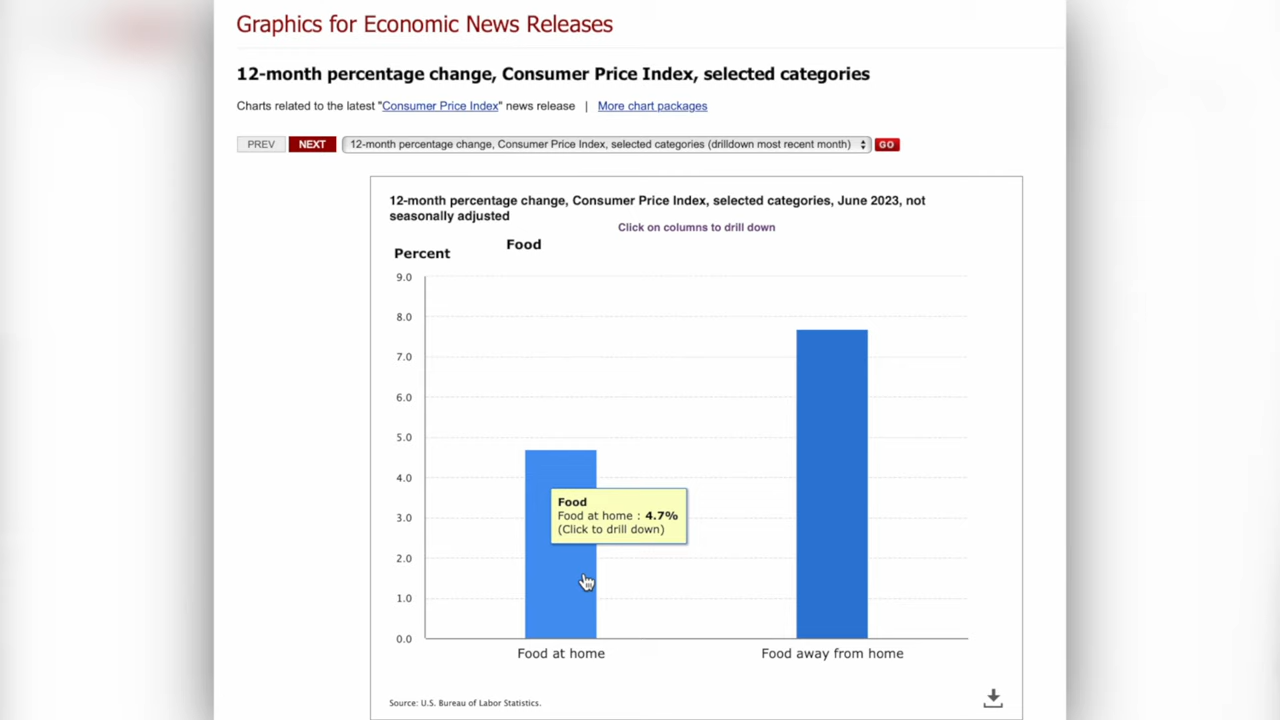 Graphics for Economic News Releases
12-month percentage change, Consumer Price Index, selected categories
Charts related to the latest "Consumer Price Index" news release | More chart packages
PREV NEXT 12-month percentage change, Consumer Price Index, selected categories (drilldown most recent month) GO
12-month percentage change, Consumer Price Index, selected categories, June 2023, not
seasonally adjusted
Click on columns to drill down
Food
Percent
9.0
8.0
7.0
6.0
5.0
4.0
3.0
2.0
1.0
0.0
Food
Food at home : 4.7%
(Click to drill down)
Food at home
Food away from home
Source: U.S. Bureau of Labor Statistics.